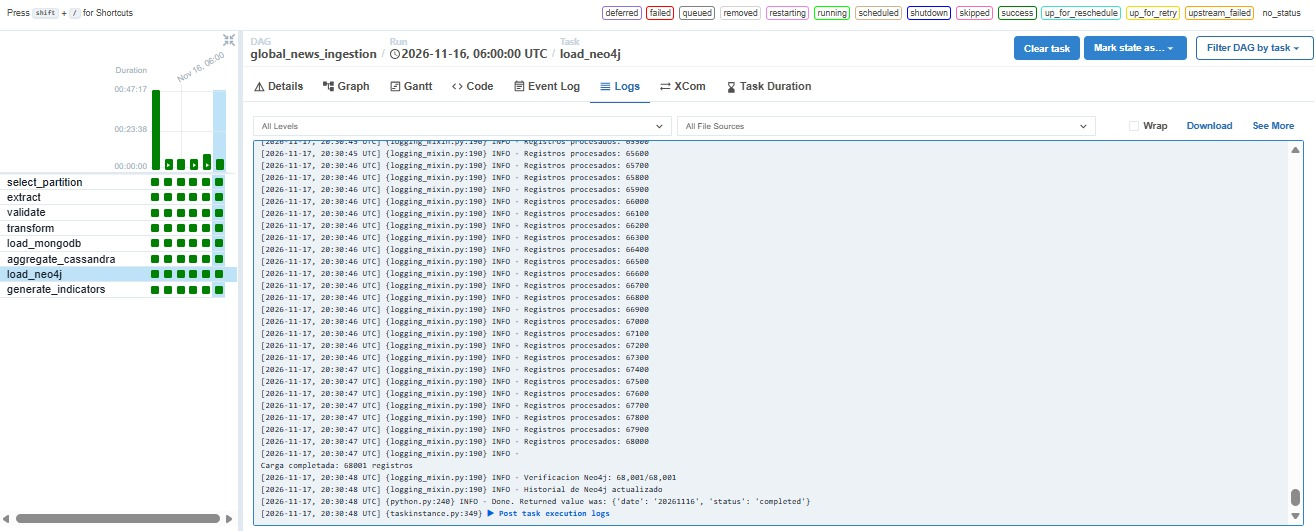 Press shift + / for Shortcuts
deferred failed queued removed restarting running scheduled shutdown skipped success up_for_reschedule up_for_retry upstream_failed no_status
DAG Run Task
global_news_ingestion / 2026-11-16, 06:00:00 UTC / load_neo4j
Clear task Mark state as... Filter DAG by task
Nov 16, 06:00
Duration
00:47:17
00:23:38
00:00:00
select_partition
extract
validate
transform
load_mongodb
aggregate_cassandra
load_neo4j
generate_indicators
Details Graph Gantt <> Code Event Log Logs XCom Task Duration
All Levels All File Sources Wrap Download See More
[2026-11-17, 20:30:45 UTC] {logging_mixin.py:190} INFO - Registros procesados: 65500
[2026-11-17, 20:30:45 UTC] {logging_mixin.py:190} INFO - Registros procesados: 65600
[2026-11-17, 20:30:46 UTC] {logging_mixin.py:190} INFO - Registros procesados: 65700
[2026-11-17, 20:30:46 UTC] {logging_mixin.py:190} INFO - Registros procesados: 65800
[2026-11-17, 20:30:46 UTC] {logging_mixin.py:190} INFO - Registros procesados: 65900
[2026-11-17, 20:30:46 UTC] {logging_mixin.py:190} INFO - Registros procesados: 66000
[2026-11-17, 20:30:46 UTC] {logging_mixin.py:190} INFO - Registros procesados: 66100
[2026-11-17, 20:30:46 UTC] {logging_mixin.py:190} INFO - Registros procesados: 66200
[2026-11-17, 20:30:46 UTC] {logging_mixin.py:190} INFO - Registros procesados: 66300
[2026-11-17, 20:30:46 UTC] {logging_mixin.py:190} INFO - Registros procesados: 66400
[2026-11-17, 20:30:46 UTC] {logging_mixin.py:190} INFO - Registros procesados: 66500
[2026-11-17, 20:30:46 UTC] {logging_mixin.py:190} INFO - Registros procesados: 66600
[2026-11-17, 20:30:46 UTC] {logging_mixin.py:190} INFO - Registros procesados: 66700
[2026-11-17, 20:30:46 UTC] {logging_mixin.py:190} INFO - Registros procesados: 66800
[2026-11-17, 20:30:46 UTC] {logging_mixin.py:190} INFO - Registros procesados: 66900
[2026-11-17, 20:30:46 UTC] {logging_mixin.py:190} INFO - Registros procesados: 67000
[2026-11-17, 20:30:46 UTC] {logging_mixin.py:190} INFO - Registros procesados: 67100
[2026-11-17, 20:30:46 UTC] {logging_mixin.py:190} INFO - Registros procesados: 67200
[2026-11-17, 20:30:46 UTC] {logging_mixin.py:190} INFO - Registros procesados: 67300
[2026-11-17, 20:30:47 UTC] {logging_mixin.py:190} INFO - Registros procesados: 67400
[2026-11-17, 20:30:47 UTC] {logging_mixin.py:190} INFO - Registros procesados: 67500
[2026-11-17, 20:30:47 UTC] {logging_mixin.py:190} INFO - Registros procesados: 67600
[2026-11-17, 20:30:47 UTC] {logging_mixin.py:190} INFO - Registros procesados: 67700
[2026-11-17, 20:30:47 UTC] {logging_mixin.py:190} INFO - Registros procesados: 67800
[2026-11-17, 20:30:47 UTC] {logging_mixin.py:190} INFO - Registros procesados: 67900
[2026-11-17, 20:30:47 UTC] {logging_mixin.py:190} INFO - Registros procesados: 68000
[2026-11-17, 20:30:47 UTC] {logging_mixin.py:190} INFO -
Carga completada: 68001 registros
[2026-11-17, 20:30:48 UTC] {logging_mixin.py:190} INFO - Verificacion Neo4j: 68,001/68,001
[2026-11-17, 20:30:48 UTC] {logging_mixin.py:190} INFO - Historial de Neo4j actualizado
[2026-11-17, 20:30:48 UTC] {python.py:240} INFO - Done. Returned value was: {'date': '20261116', 'status': 'completed'}
[2026-11-17, 20:30:48 UTC] {taskinstance.py:349} ▶ Post task execution logs